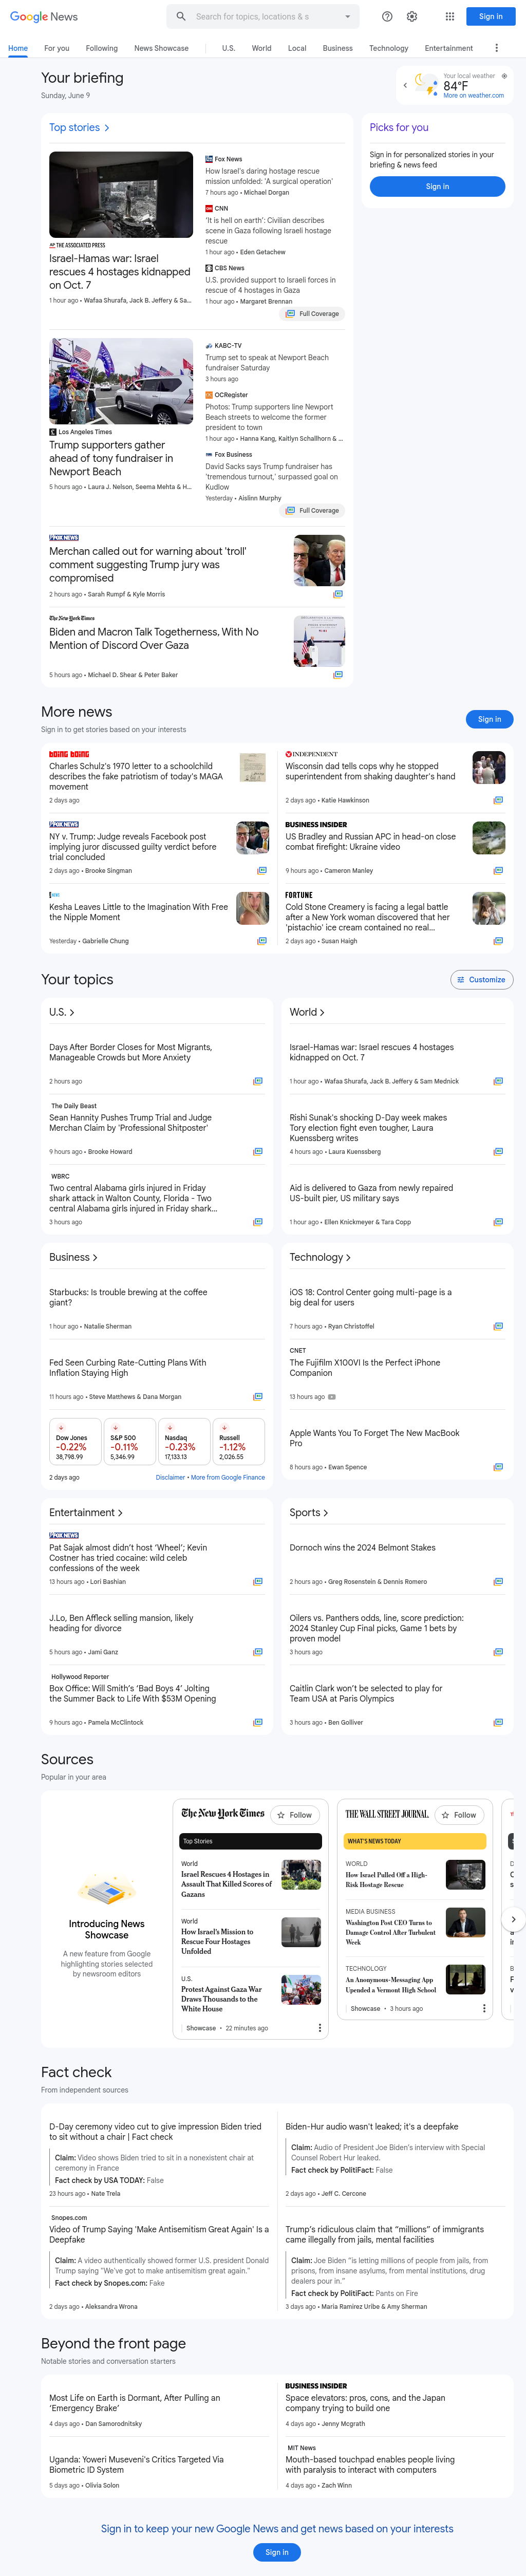 Google News
Search for topics, locations & s
Sign in
Home
For you
Following
News Showcase
U.S.
World
Local
Business
Technology
Entertainment
Your briefing
Sunday, June 9
Your local weather
84°F
More on weather.com
Top stories
THE ASSOCIATED PRESS
Israel-Hamas war: Israel
rescues 4 hostages kidnapped
on Oct. 7
1 hour ago • Wafaa Shurafa, Jack B. Jeffery & Sa...
Fox News
How Israel's daring hostage rescue
mission unfolded: 'A surgical operation'
7 hours ago • Michael Dorgan
CNN
'It is hell on earth': Civilian describes
scene in Gaza following Israeli hostage
rescue
1 hour ago • Eden Getachew
CBS News
U.S. provided support to Israeli forces in
rescue of 4 hostages in Gaza
1 hour ago • Margaret Brennan
Full Coverage
Los Angeles Times
Trump supporters gather
ahead of tony fundraiser in
Newport Beach
5 hours ago • Laura J. Nelson, Seema Mehta & H...
KABC-TV
Trump set to speak at Newport Beach
fundraiser Saturday
3 hours ago
OCRegister
Photos: Trump supporters line Newport
Beach streets to welcome the former
president to town
1 hour ago • Hanna Kang, Kaitlyn Schallhorn & ...
Fox Business
David Sacks says Trump fundraiser has
'tremendous turnout,' surpassed goal on
Kudlow
Yesterday • Aislinn Murphy
Full Coverage
FOX NEWS
Merchan called out for warning about 'troll'
comment suggesting Trump jury was
compromised
2 hours ago • Sarah Rumpf & Kyle Morris
The New York Times
Biden and Macron Talk Togetherness, With No
Mention of Discord Over Gaza
5 hours ago • Michael D. Shear & Peter Baker
Picks for you
Sign in for personalized stories in your
briefing & news feed
Sign in
More news
Sign in to get stories based on your interests
Sign in
boing boing
Charles Schulz's 1970 letter to a schoolchild
describes the fake patriotism of today's MAGA
movement
2 days ago
INDEPENDENT
Wisconsin dad tells cops why he stopped
superintendent from shaking daughter's hand
2 days ago • Katie Hawkinson
FOX NEWS
NY v. Trump: Judge reveals Facebook post
implying juror discussed guilty verdict before
trial concluded
2 days ago • Brooke Singman
BUSINESS INSIDER
US Bradley and Russian APC in head-on close
combat firefight: Ukraine video
9 hours ago • Cameron Manley
Kesha Leaves Little to the Imagination With Free
the Nipple Moment
Yesterday • Gabrielle Chung
FORTUNE
Cold Stone Creamery is facing a legal battle
after a New York woman discovered that her
'pistachio' ice cream contained no real...
2 days ago • Susan Haigh
Your topics
Customize
U.S.
Days After Border Closes for Most Migrants,
Manageable Crowds but More Anxiety
2 hours ago
The Daily Beast
Sean Hannity Pushes Trump Trial and Judge
Merchan Claim by 'Professional Shitposter'
9 hours ago • Brooke Howard
WBRC
Two central Alabama girls injured in Friday
shark attack in Walton County, Florida - Two
central Alabama girls injured in Friday shark...
3 hours ago
World
Israel-Hamas war: Israel rescues 4 hostages
kidnapped on Oct. 7
1 hour ago • Wafaa Shurafa, Jack B. Jeffery & Sam Mednick
Rishi Sunak's shocking D-Day week makes
Tory election fight even tougher, Laura
Kuenssberg writes
4 hours ago • Laura Kuenssberg
Aid is delivered to Gaza from newly repaired
US-built pier, US military says
1 hour ago • Ellen Knickmeyer & Tara Copp
Business
Starbucks: Is trouble brewing at the coffee
giant?
1 hour ago • Natalie Sherman
Fed Seen Curbing Rate-Cutting Plans With
Inflation Staying High
11 hours ago • Steve Matthews & Dana Morgan
Dow Jones
-0.22%
38,798.99
S&P 500
-0.11%
5,346.99
Nasdaq
-0.23%
17,133.13
Russell
-1.12%
2,026.55
2 days ago
Disclaimer • More from Google Finance
Technology
iOS 18: Control Center going multi-page is a
big deal for users
7 hours ago • Ryan Christoffel
CNET
The Fujifilm X100VI Is the Perfect iPhone
Companion
13 hours ago
Apple Wants You To Forget The New MacBook
Pro
8 hours ago • Ewan Spence
Entertainment
FOX NEWS
Pat Sajak almost didn't host 'Wheel'; Kevin
Costner has tried cocaine: wild celeb
confessions of the week
13 hours ago • Lori Bashian
J.Lo, Ben Affleck selling mansion, likely
heading for divorce
5 hours ago • Jami Ganz
Hollywood Reporter
Box Office: Will Smith's 'Bad Boys 4' Jolting
the Summer Back to Life With $53M Opening
9 hours ago • Pamela McClintock
Sports
Dornoch wins the 2024 Belmont Stakes
2 hours ago • Greg Rosenstein & Dennis Romero
Oilers vs. Panthers odds, line, score prediction:
2024 Stanley Cup Final picks, Game 1 bets by
proven model
3 hours ago
Caitlin Clark won't be selected to play for
Team USA at Paris Olympics
3 hours ago • Ben Golliver
Sources
Popular in your area
Introducing News
Showcase
A new feature from Google
highlighting stories selected
by newsroom editors
The New York Times
Follow
Top Stories
World
Israel Rescues 4 Hostages in
Assault That Killed Scores of
Gazans
World
How Israel's Mission to
Rescue Four Hostages
Unfolded
U.S.
Protest Against Gaza War
Draws Thousands to the
White House
Showcase • 22 minutes ago
THE WALL STREET JOURNAL.
Follow
WHAT'S NEWS TODAY
WORLD
How Israel Pulled Off a High-
Risk Hostage Rescue
MEDIA BUSINESS
Washington Post CEO Turns to
Damage Control After Turbulent
Week
TECHNOLOGY
An Anonymous-Messaging App
Upended a Vermont High School
Showcase • 3 hours ago
Fact check
From independent sources
D-Day ceremony video cut to give impression Biden tried
to sit without a chair | Fact check
Claim: Video shows Biden tried to sit in a nonexistent chair at
ceremony in France
Fact check by USA TODAY: False
23 hours ago • Nate Trela
Biden-Hur audio wasn't leaked; it's a deepfake
Claim: Audio of President Joe Biden's interview with Special
Counsel Robert Hur leaked.
Fact check by PolitiFact: False
2 days ago • Jeff C. Cercone
Snopes.com
Video of Trump Saying 'Make Antisemitism Great Again' Is a
Deepfake
Claim: A video authentically showed former U.S. president Donald
Trump saying "We've got to make antisemitism great again."
Fact check by Snopes.com: Fake
2 days ago • Aleksandra Wrona
Trump's ridiculous claim that “millions” of immigrants
came illegally from jails, mental facilities
Claim: Joe Biden “is letting millions of people from jails, from
prisons, from insane asylums, from mental institutions, drug
dealers pour in.”
Fact check by PolitiFact: Pants on Fire
3 days ago • Maria Ramirez Uribe & Amy Sherman
Beyond the front page
Notable stories and conversation starters
Most Life on Earth is Dormant, After Pulling an
'Emergency Brake'
4 days ago • Dan Samorodnitsky
BUSINESS INSIDER
Space elevators: pros, cons, and the Japan
company trying to build one
4 days ago • Jenny Mcgrath
Uganda: Yoweri Museveni's Critics Targeted Via
Biometric ID System
5 days ago • Olivia Solon
MIT News
Mouth-based touchpad enables people living
with paralysis to interact with computers
4 days ago • Zach Winn
Sign in to keep your new Google News and get news based on your interests
Sign in